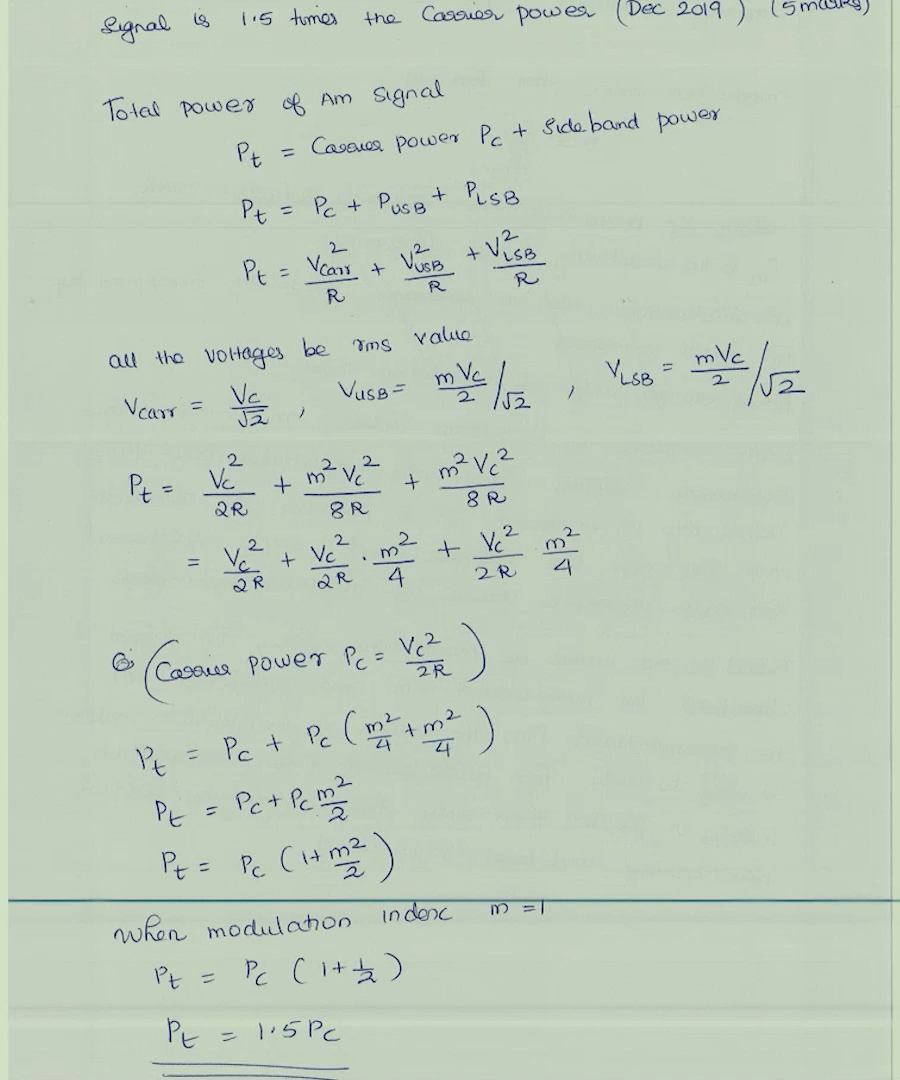 Signal is 1.5 times the Carrier power (Dec 2019) (5marks)
Total power of Am Signal
Pt = Carrier power Pc + Side band power
Pt = Pc + PUSB + PLSB
Pt = Vcarr²/R + VUSB²/R + VLSB²/R
all the voltages be rms value
Vcarr = Vc/√2 , VUSB = mVc/2 /√2 , VLSB = mVc/2 /√2
Pt = Vc²/2R + m²Vc²/8R + m²Vc²/8R
= Vc²/2R + Vc²/2R . m²/4 + Vc²/2R m²/4
(Carrier power Pc = Vc²/2R)
Pt = Pc + Pc (m²/4 + m²/4)
Pt = Pc + Pc m²/2
Pt = Pc (1 + m²/2)
When modulation index m = 1
Pt = Pc (1 + 1/2)
Pt = 1.5 Pc